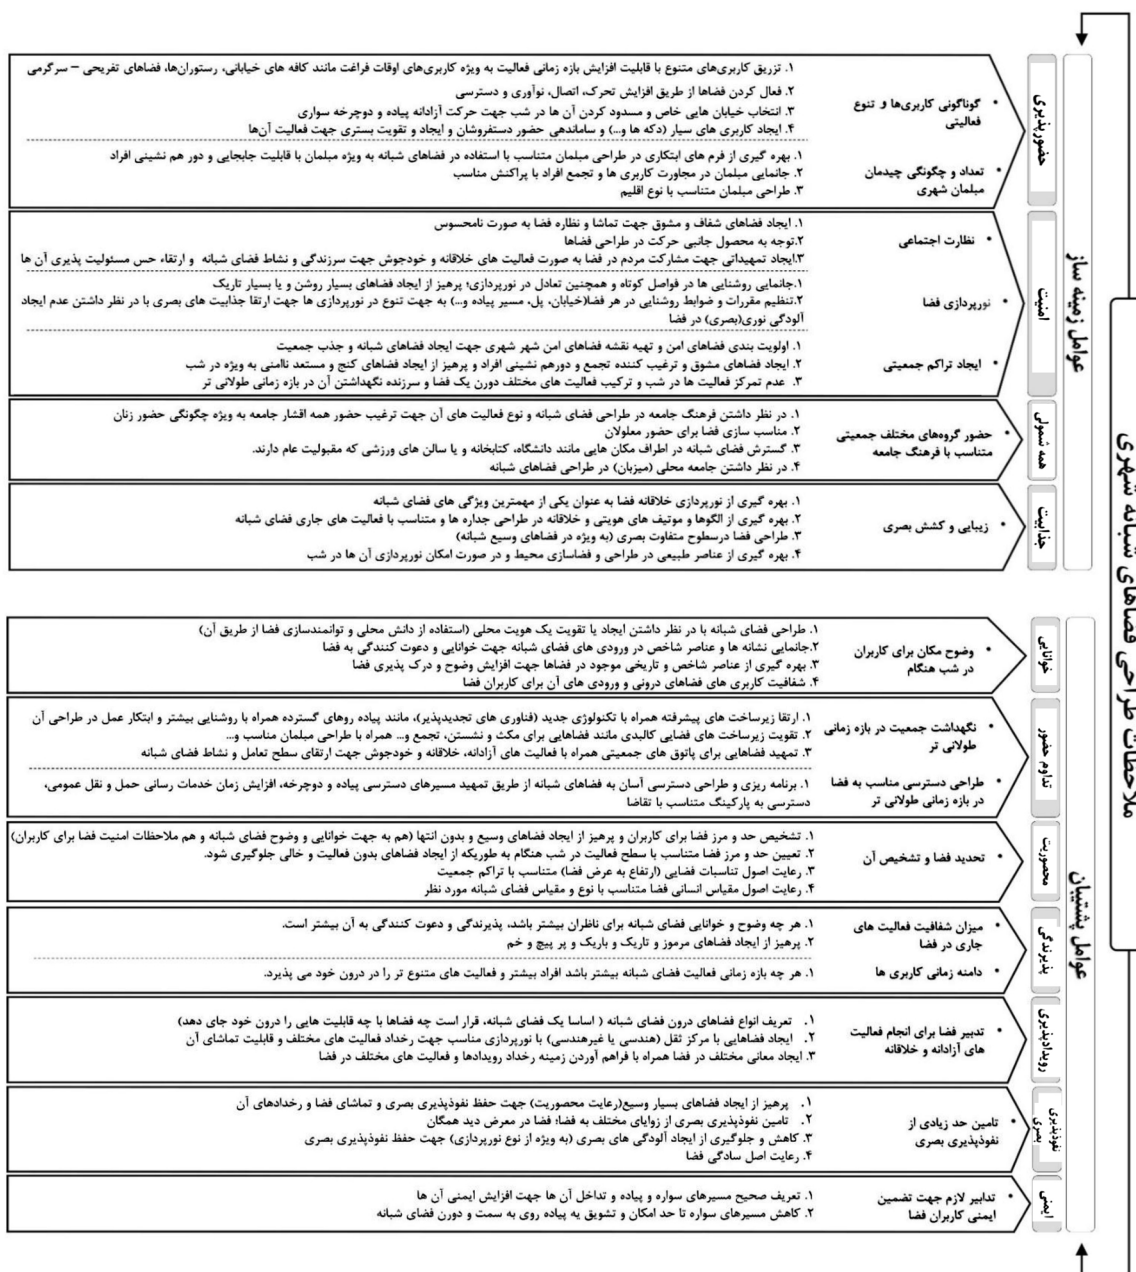 ملاحظات طراحی فضاهای شبانه شهری
عوامل زمینه ساز
حضورپذیری
• گوناگونی کاربری‌ها و تنوع
فعالیتی
۱. تزریق کاربری‌های متنوع با قابلیت افزایش بازه زمانی فعالیت به ویژه کاربری‌های اوقات فراغت مانند کافه های خیابانی، رستوران‌ها، فضاهای تفریحی – سرگرمی
۲. فعال کردن فضاها از طریق افزایش تحرک، اتصال، نوآوری و دسترسی
۳. انتخاب خیابان هایی خاص و مسدود کردن آن ها در شب جهت حرکت آزادانه پیاده و دوچرخه سواری
۴. ایجاد کاربری های سیار (دکه ها و...) و ساماندهی حضور دستفروشان و ایجاد و تقویت بستری جهت فعالیت آن‌ها
• تعداد و چگونگی چیدمان
مبلمان شهری
۱. بهره گیری از فرم های ابتکاری در طراحی مبلمان متناسب با استفاده در فضاهای شبانه به ویژه مبلمان با قابلیت جابجایی و دور هم نشینی افراد
۲. جانمایی مبلمان در مجاورت کاربری ها و تجمع افراد با پراکنش مناسب
۳. طراحی مبلمان متناسب با نوع اقلیم
امنیت
• نظارت اجتماعی
۱. ایجاد فضاهای شفاف و مشوق جهت تماشا و نظاره فضا به صورت نامحسوس
۲.توجه به محصول جانبی حرکت در طراحی فضاها
۳.ایجاد تمهیداتی جهت مشارکت مردم در فضا به صورت فعالیت های خلاقانه و خودجوش جهت سرزندگی و نشاط فضای شبانه و ارتقاء حس مسئولیت پذیری آن ها
• نورپردازی فضا
۱.جانمایی روشنایی ها در فواصل کوتاه و همچنین تعادل در نورپردازی؛ پرهیز از ایجاد فضاهای بسیار روشن و یا بسیار تاریک
۲.تنظیم مقررات و ضوابط روشنایی در هر فضا(خیابان، پل، مسیر پیاده و...) به جهت تنوع در نورپردازی ها جهت ارتقا جذابیت های بصری با در نظر داشتن عدم ایجاد
آلودگی نوری(بصری) در فضا
• ایجاد تراکم جمعیتی
۱. اولویت بندی فضاهای امن و تهیه نقشه فضاهای امن شهر شهری جهت ایجاد فضاهای شبانه و جذب جمعیت
۲. ایجاد فضاهای مشوق و ترغیب کننده تجمع و دورهم نشینی افراد و پرهیز از ایجاد فضاهای کنج و مستعد ناامنی به ویژه در شب
۳. عدم تمرکز فعالیت ها در شب و ترکیب فعالیت های مختلف دورن یک فضا و سرزنده نگهداشتن آن در بازه زمانی طولانی تر
همه شمولی
• حضور گروه‌های مختلف جمعیتی
متناسب با فرهنگ جامعه
۱. در نظر داشتن فرهنگ جامعه در طراحی فضای شبانه و نوع فعالیت های آن جهت ترغیب حضور همه اقشار جامعه به ویژه چگونگی حضور زنان
۲. مناسب سازی فضا برای حضور معلولان
۳. گسترش فضای شبانه در اطراف مکان هایی مانند دانشگاه، کتابخانه و یا سالن های ورزشی که مقبولیت عام دارند.
۴. در نظر داشتن جامعه محلی (میزبان) در طراحی فضاهای شبانه
جذابیت
• زیبایی و کشش بصری
۱. بهره گیری از نورپردازی خلاقانه فضا به عنوان یکی از مهمترین ویژگی های فضای شبانه
۲. بهره گیری از الگوها و موتیف های هویتی و خلاقانه در طراحی جداره ها و متناسب با فعالیت های جاری فضای شبانه
۳. طراحی فضا درسطوح متفاوت بصری (به ویژه در فضاهای وسیع شبانه)
۴. بهره گیری از عناصر طبیعی در طراحی و فضاسازی محیط و در صورت امکان نورپردازی آن ها در شب
عوامل پشتیبان
خوانایی
• وضوح مکان برای کاربران
در شب هنگام
۱. طراحی فضای شبانه با در نظر داشتن ایجاد یا تقویت یک هویت محلی (استفاده از دانش محلی و توانمندسازی فضا از طریق آن)
۲.جانمایی نشانه ها و عناصر شاخص در ورودی های فضای شبانه جهت خوانایی و دعوت کنندگی به فضا
۳. بهره گیری از عناصر شاخص و تاریخی موجود در فضاها جهت افزایش وضوح و درک پذیری فضا
۴. شفافیت کاربری های فضاهای درونی و ورودی های آن برای کاربران فضا
تداوم حضور
• نگهداشت جمعیت در بازه زمانی
طولانی تر
۱. ارتقا زیرساخت های پیشرفته همراه با تکنولوژی جدید (فناوری های تجدیدپذیر)، مانند پیاده روهای گسترده همراه با روشنایی بیشتر و ابتکار عمل در طراحی آن
۲. تقویت زیرساخت های فضایی کالبدی مانند فضاهایی برای مکث و نشستن، تجمع و... همراه با طراحی مبلمان مناسب و...
۳. تمهید فضاهایی برای پاتوق های جمعیتی همراه با فعالیت های آزادانه، خلاقانه و خودجوش جهت ارتقای سطح تعامل و نشاط فضای شبانه
• طراحی دسترسی مناسب به فضا
در بازه زمانی طولانی تر
۱. برنامه ریزی و طراحی دسترسی آسان به فضاهای شبانه از طریق تمهید مسیرهای دسترسی پیاده و دوچرخه، افزایش زمان خدمات رسانی حمل و نقل عمومی،
دسترسی به پارکینگ متناسب با تقاضا
محصوریت
• تحدید فضا و تشخیص آن
۱. تشخیص حد و مرز فضا برای کاربران و پرهیز از ایجاد فضاهای وسیع و بدون انتها (هم به جهت خوانایی و وضوح فضای شبانه و هم ملاحظات امنیت فضا برای کاربران)
۲. تعیین حد و مرز فضا متناسب با سطح فعالیت در شب هنگام به طوریکه از ایجاد فضاهای بدون فعالیت و خالی جلوگیری شود.
۳. رعایت اصول تناسبات فضایی (ارتفاع به عرض فضا) متناسب با تراکم جمعیت
۴. رعایت اصول مقیاس انسانی فضا متناسب با نوع و مقیاس فضای شبانه مورد نظر
پذیرندگی
• میزان شفافیت فعالیت های
جاری در فضا
۱. هر چه وضوح و خوانایی فضای شبانه برای ناظران بیشتر باشد، پذیرندگی و دعوت کنندگی به آن بیشتر است.
۲. پرهیز از ایجاد فضاهای مرموز و تاریک و باریک و پر پیچ و خم
• دامنه زمانی کاربری ها
۱. هر چه بازه زمانی فعالیت فضای شبانه بیشتر باشد افراد بیشتر و فعالیت های متنوع تر را در درون خود می پذیرد.
رویدادپذیری
• تدبیر فضا برای انجام فعالیت
های آزادانه و خلاقانه
۱. تعریف انواع فضاهای درون فضای شبانه ( اساسا یک فضای شبانه، قرار است چه فضاها با چه قابلیت هایی را درون خود جای دهد)
۲. ایجاد فضاهایی با مرکز ثقل (هندسی یا غیرهندسی) با نورپردازی مناسب جهت رخداد فعالیت های مختلف و قابلیت تماشای آن
۳. ایجاد معانی مختلف در فضا همراه با فراهم آوردن زمینه رخداد رویدادها و فعالیت های مختلف در فضا
نفوذپذیری
بصری
• تامین حد زیادی از
نفوذپذیری بصری
۱. پرهیز از ایجاد فضاهای بسیار وسیع(رعایت محصوریت) جهت حفظ نفوذپذیری بصری و تماشای فضا و رخدادهای آن
۲. تامین نفوذپذیری بصری از زوایای مختلف به فضا؛ فضا در معرض دید همگان
۳. کاهش و جلوگیری از ایجاد آلودگی های بصری (به ویژه از نوع نورپردازی) جهت حفظ نفوذپذیری بصری
۴. رعایت اصل سادگی فضا
ایمنی
• تدابیر لازم جهت تضمین
ایمنی کاربران فضا
۱. تعریف صحیح مسیرهای سواره و پیاده و تداخل آن ها جهت افزایش ایمنی آن ها
۲. کاهش مسیرهای سواره تا حد امکان و تشویق به پیاده روی به سمت و دورن فضای شبانه